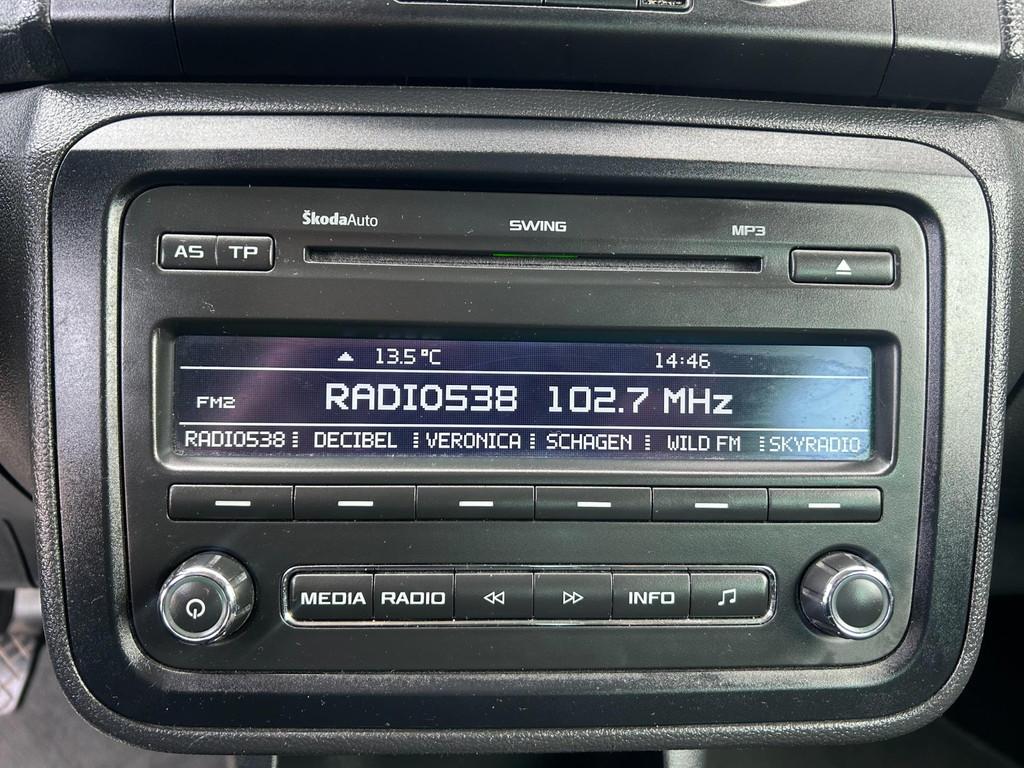 ŠkodaAuto SWING MP3
AS TP
13.5°C 14:46
FM2 RADIO538 102.7 MHz
RADIO538 DECIBEL VERONICA SCHAGEN WILD FM SKYRADIO
MEDIA RADIO INFO